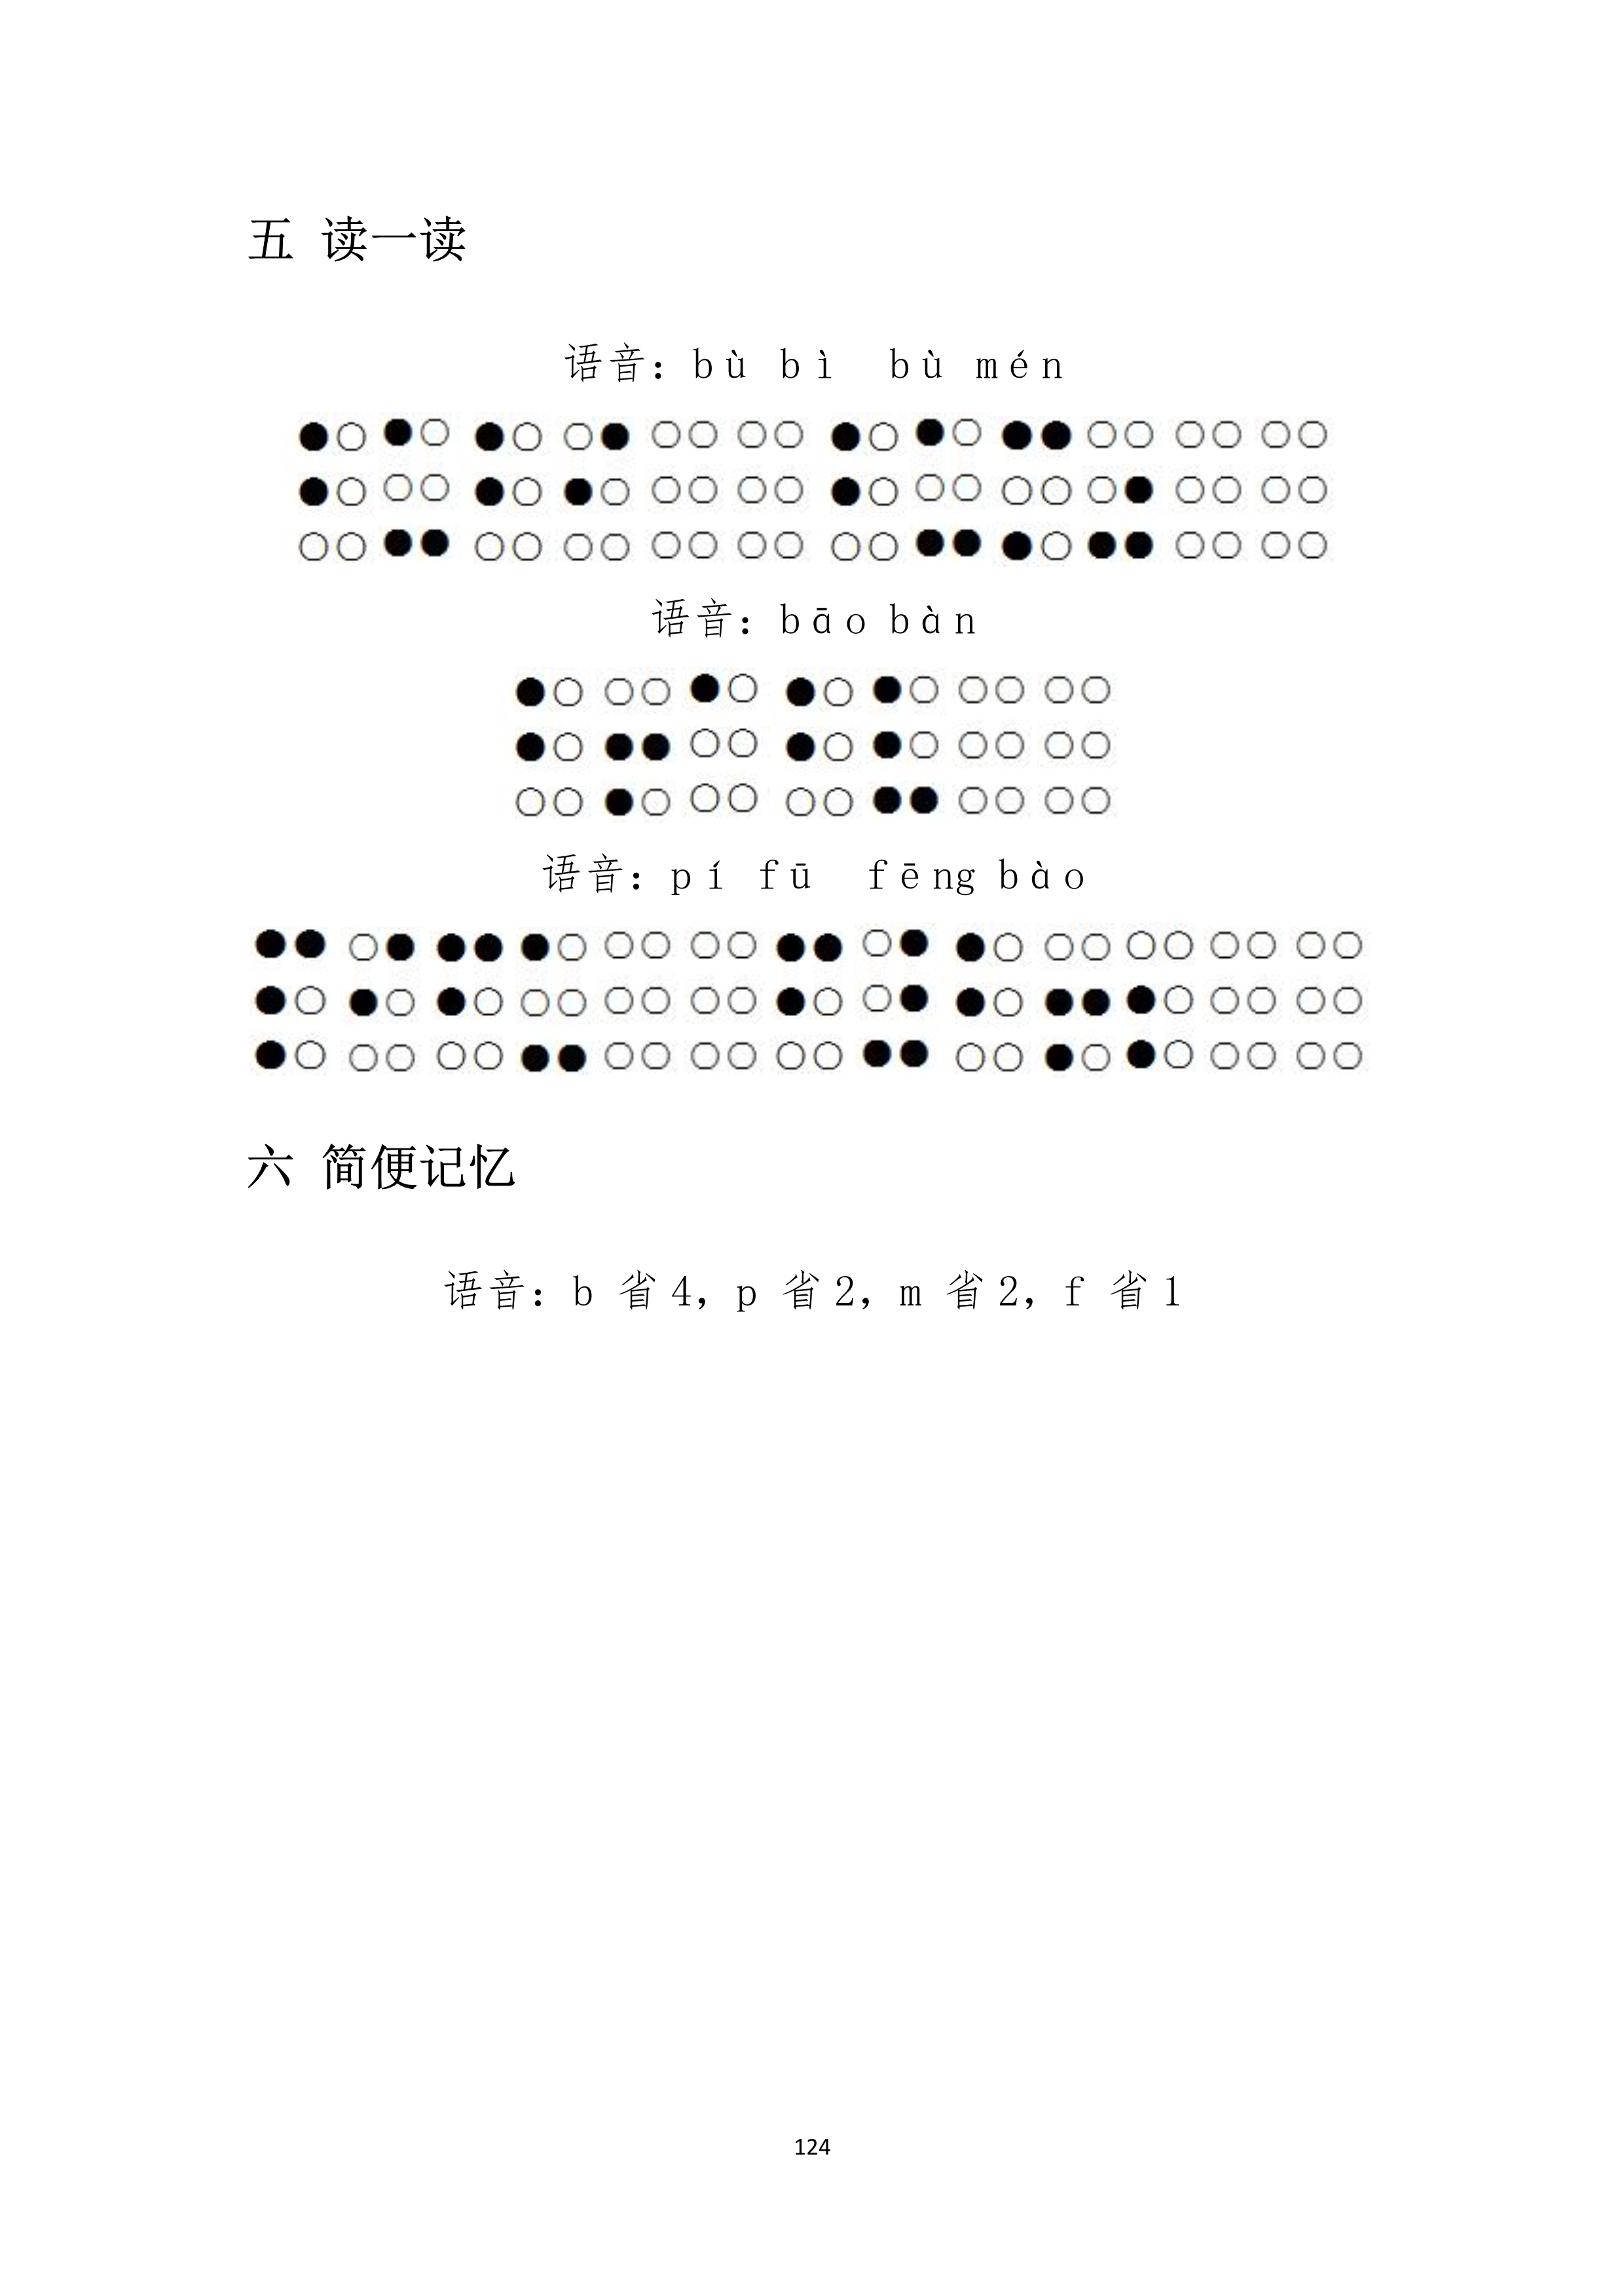 五 读一读
语音：bù bì bù mén
●○ ●○ ●○ ○● ○○ ○○ ●○ ●○ ●● ○○ ○○ ○○
●○ ○○ ●○ ●○ ○○ ○○ ●○ ○○ ○○ ○● ○○ ○○
○○ ●● ○○ ○○ ○○ ○○ ○○ ●● ●○ ●● ○○ ○○
语音：bāo bàn
●○ ○○ ●○ ●○ ●○ ○○ ○○
●○ ●● ○○ ●○ ●○ ○○ ○○
○○ ●○ ○○ ○○ ●● ○○ ○○
语音：pí fū fēng bào
●● ○● ●● ●○ ○○ ○○ ●● ○● ●○ ○○ ○○ ○○ ○○
●○ ●○ ●○ ○○ ○○ ○○ ●○ ○● ●○ ●● ●○ ○○ ○○
●○ ○○ ○○ ●● ○○ ○○ ○○ ●● ○○ ●○ ●○ ○○ ○○
六 简便记忆
语音：b 省 4，p 省 2，m 省 2，f 省 1
124